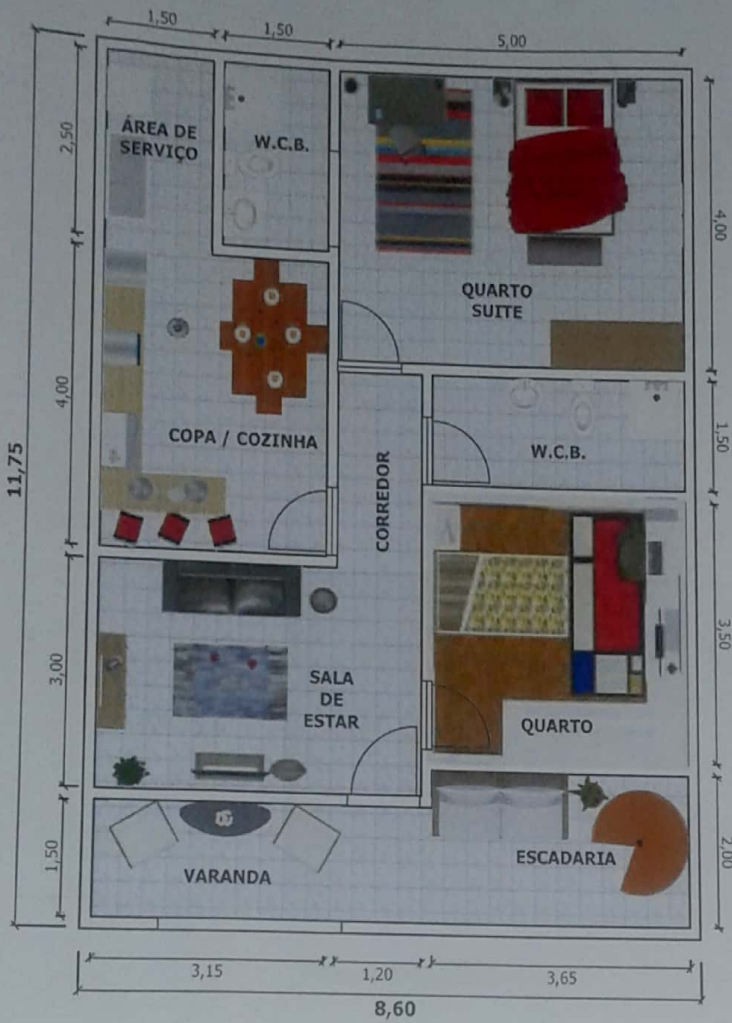 1,50
1,50
5,00
ÁREA DE
SERVIÇO
W.C.B.
2,50
4,00
QUARTO
SUITE
4,00
11,75
COPA / COZINHA
CORREDOR
W.C.B.
1,50
3,50
3,00
SALA
DE
ESTAR
QUARTO
1,50
VARANDA
ESCADARIA
2,00
3,15
1,20
3,65
8,60